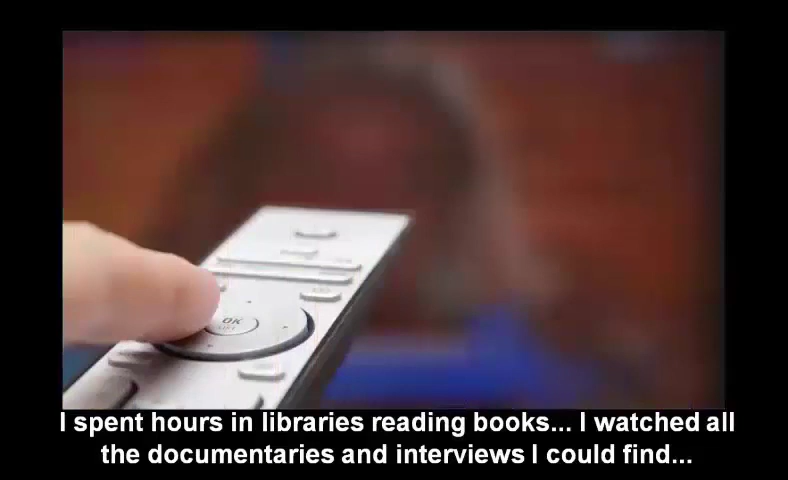 OK
I spent hours in libraries reading books... I watched all
the documentaries and interviews I could find...